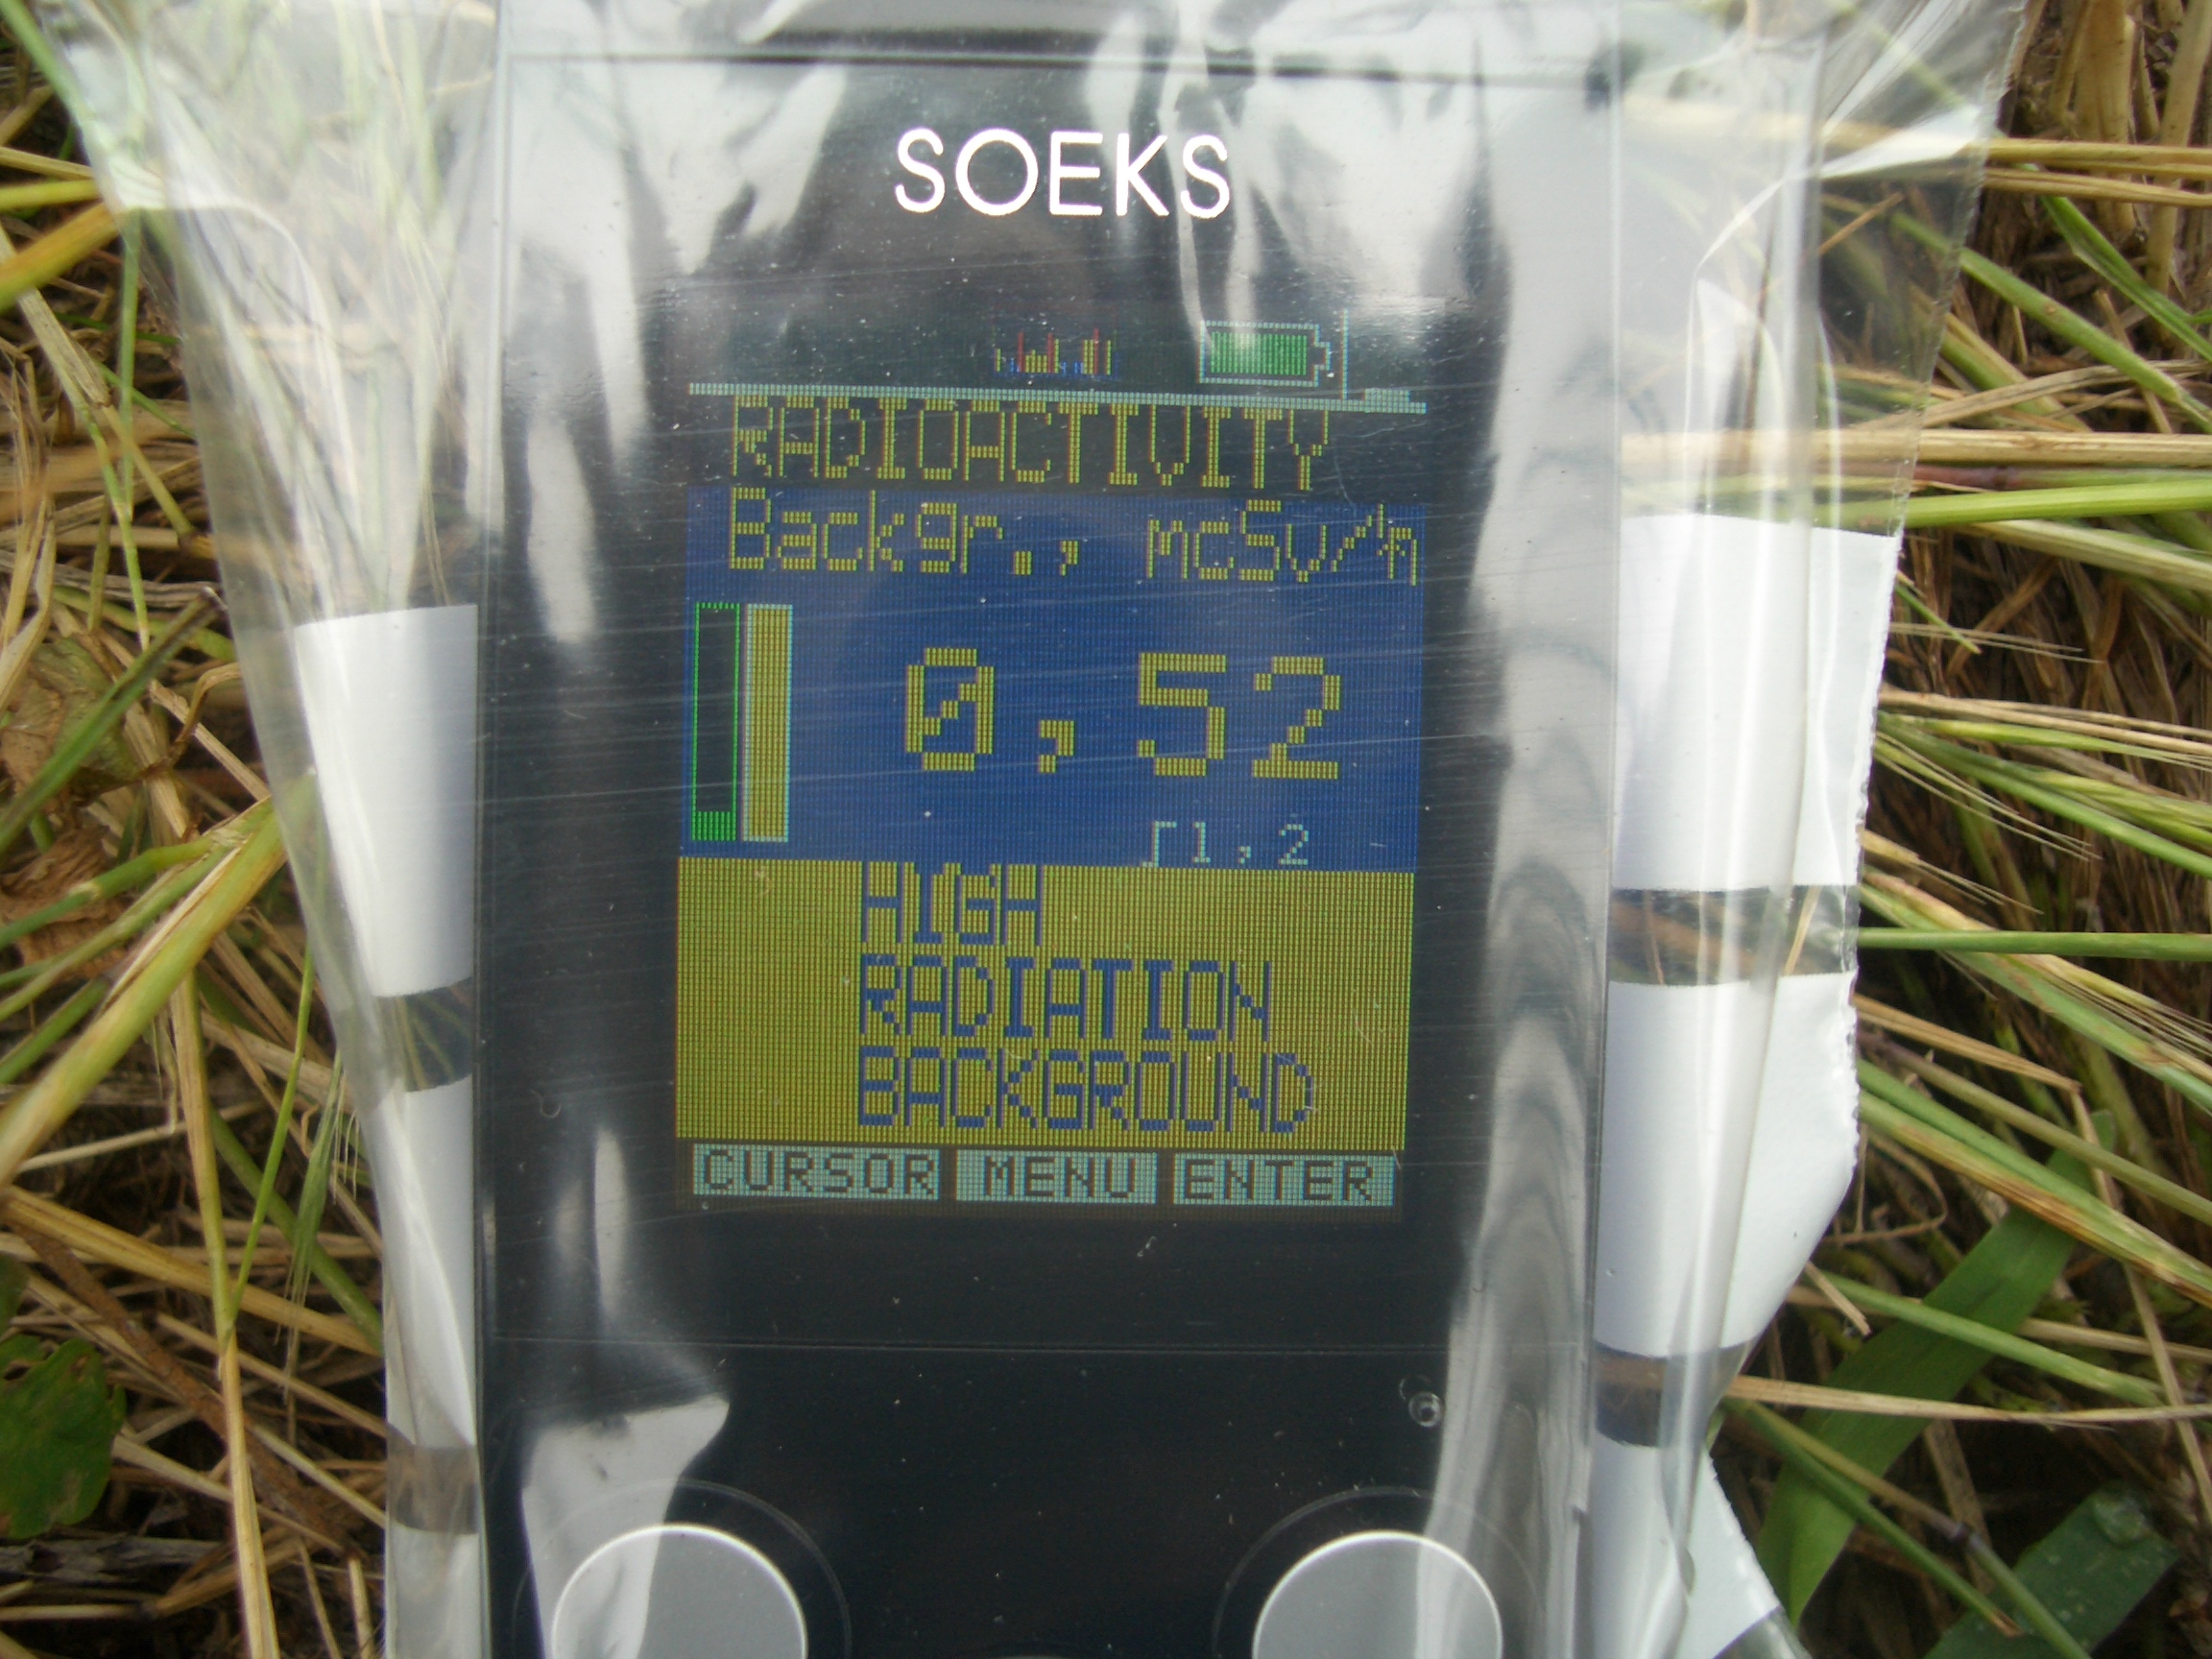 SOEKS
RADIOACTIVITY
Backgr., mcSv/h
0,52
∫1,2
HIGH
RADIATION
BACKGROUND
CURSOR MENU ENTER